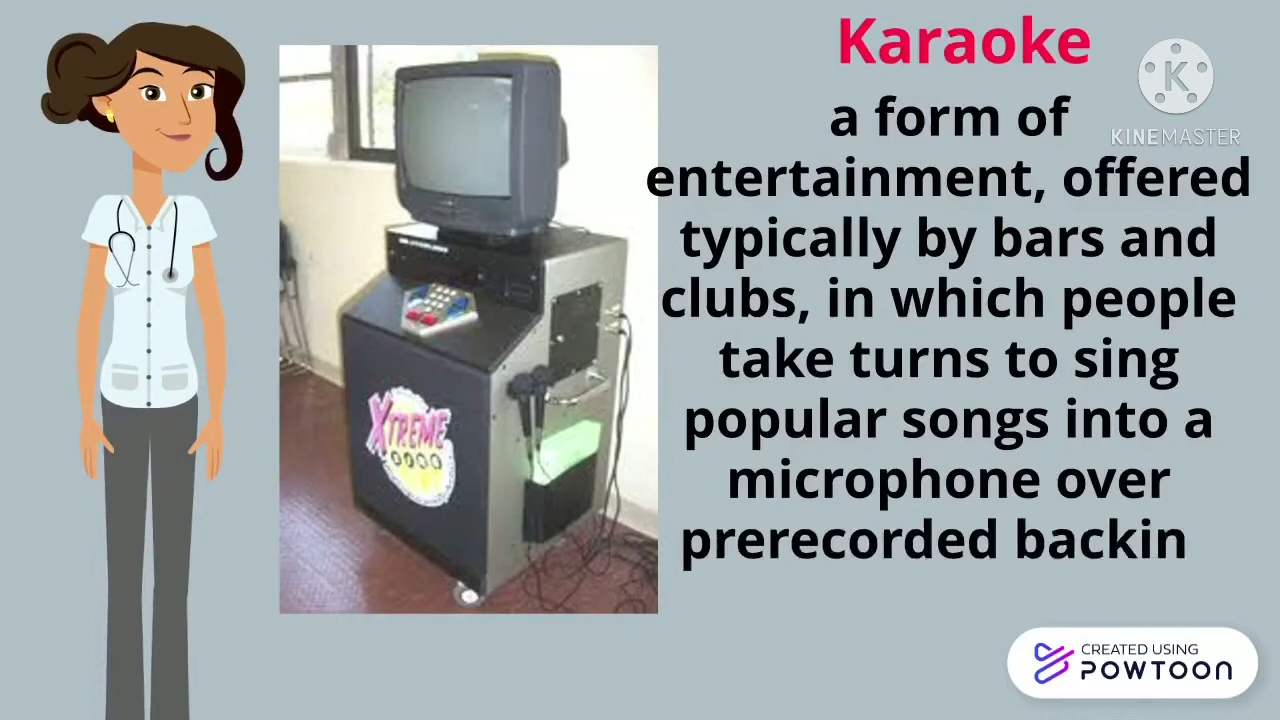 Karaoke
a form of
entertainment, offered
typically by bars and
clubs, in which people
take turns to sing
popular songs into a
microphone over
prerecorded backin
KINEMASTER
XTREME
CREATED USING
POWTOON